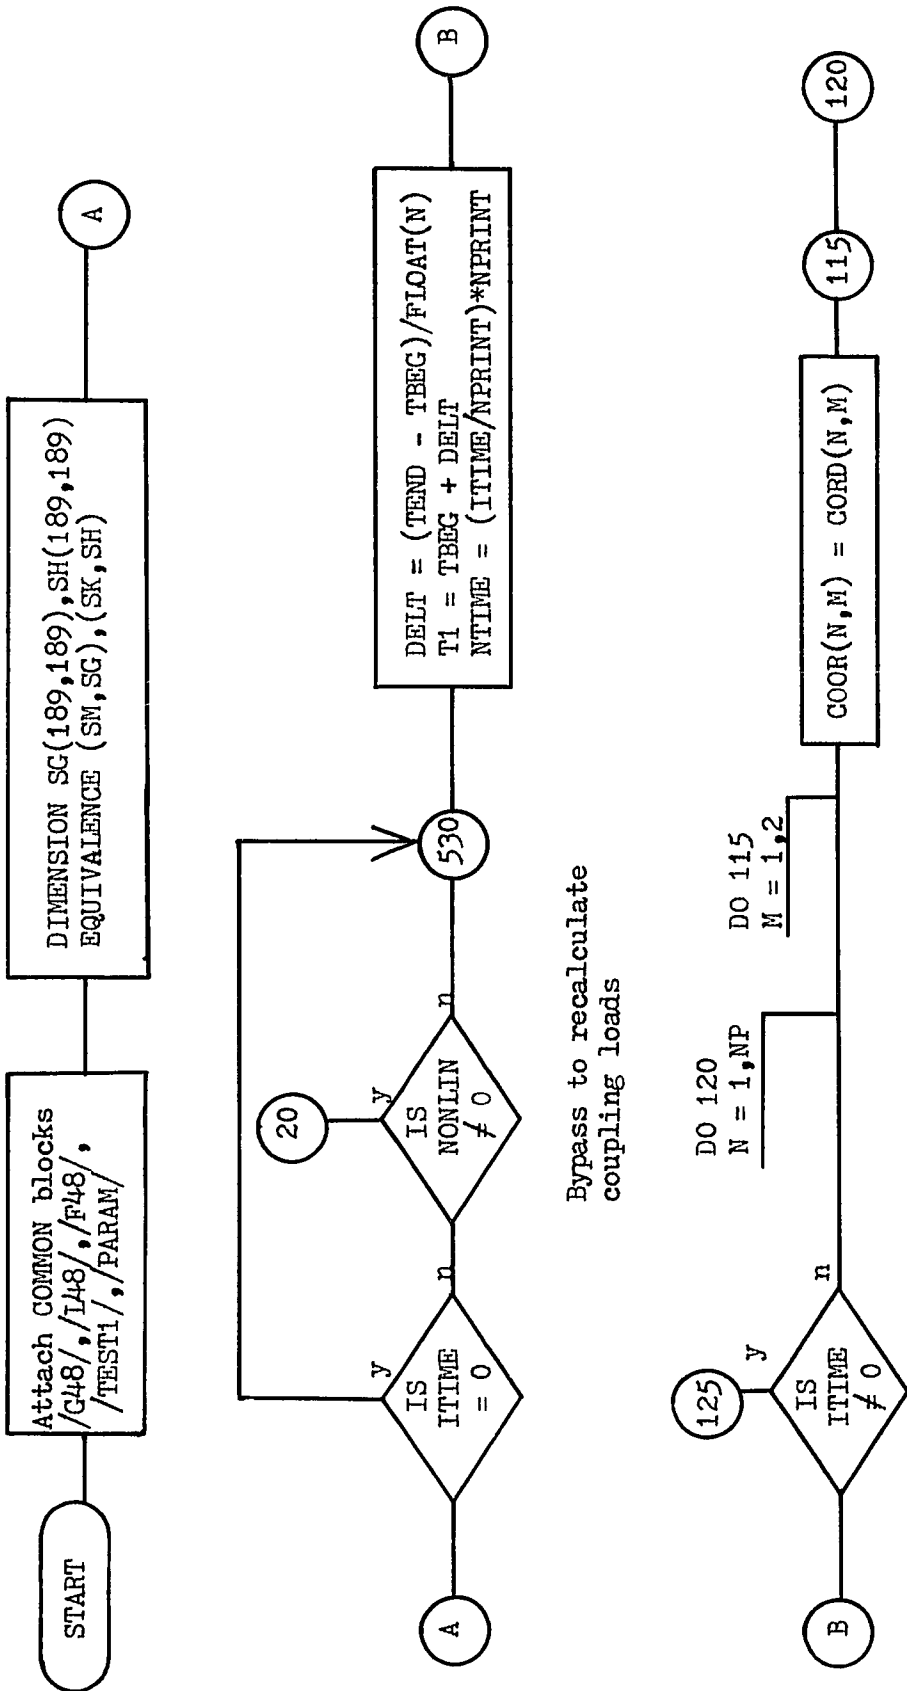 START
Attach COMMON blocks
/G48/,/L48/,/F48/,
/TEST1/,/PARAM/
DIMENSION SG(189,189),SH(189,189)
EQUIVALENCE (SM,SG),(SK,SH)
A
A
IS
ITIME
= 0
y
n
IS
NONLIN
≠ 0
y
20
n
530
DELT = (TEND - TBEG)/FLOAT(N)
T1 = TBEG + DELT
NTIME = (ITIME/NPRINT)*NPRINT
B
Bypass to recalculate
coupling loads
B
IS
ITIME
≠ 0
y
125
n
DO 120
N = 1,NP
DO 115
M = 1,2
COOR(N,M) = CORD(N,M)
115
120